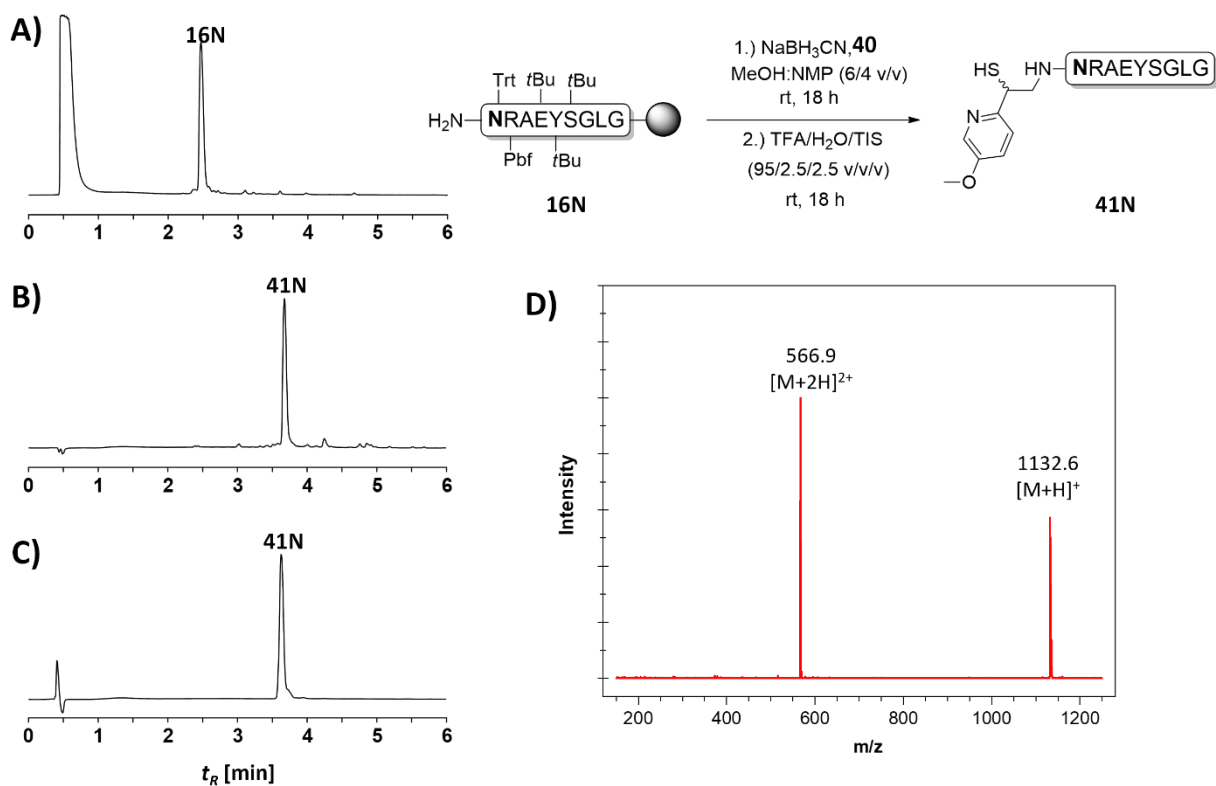 A)
16N
0 1 2 3 4 5 6
Trt tBu tBu
H₂N NRAEYSGLG
Pbf tBu
16N
1.) NaBH₃CN,40
MeOH:NMP (6/4 v/v)
rt, 18 h
2.) TFA/H₂O/TIS
(95/2.5/2.5 v/v/v)
rt, 18 h
HS HN NRAEYSGLG
N
O
41N
B)
41N
0 1 2 3 4 5 6
C)
41N
0 1 2 3 4 5 6
tR [min]
D)
566.9
[M+2H]²⁺
1132.6
[M+H]⁺
Intensity
200 400 600 800 1000 1200
m/z